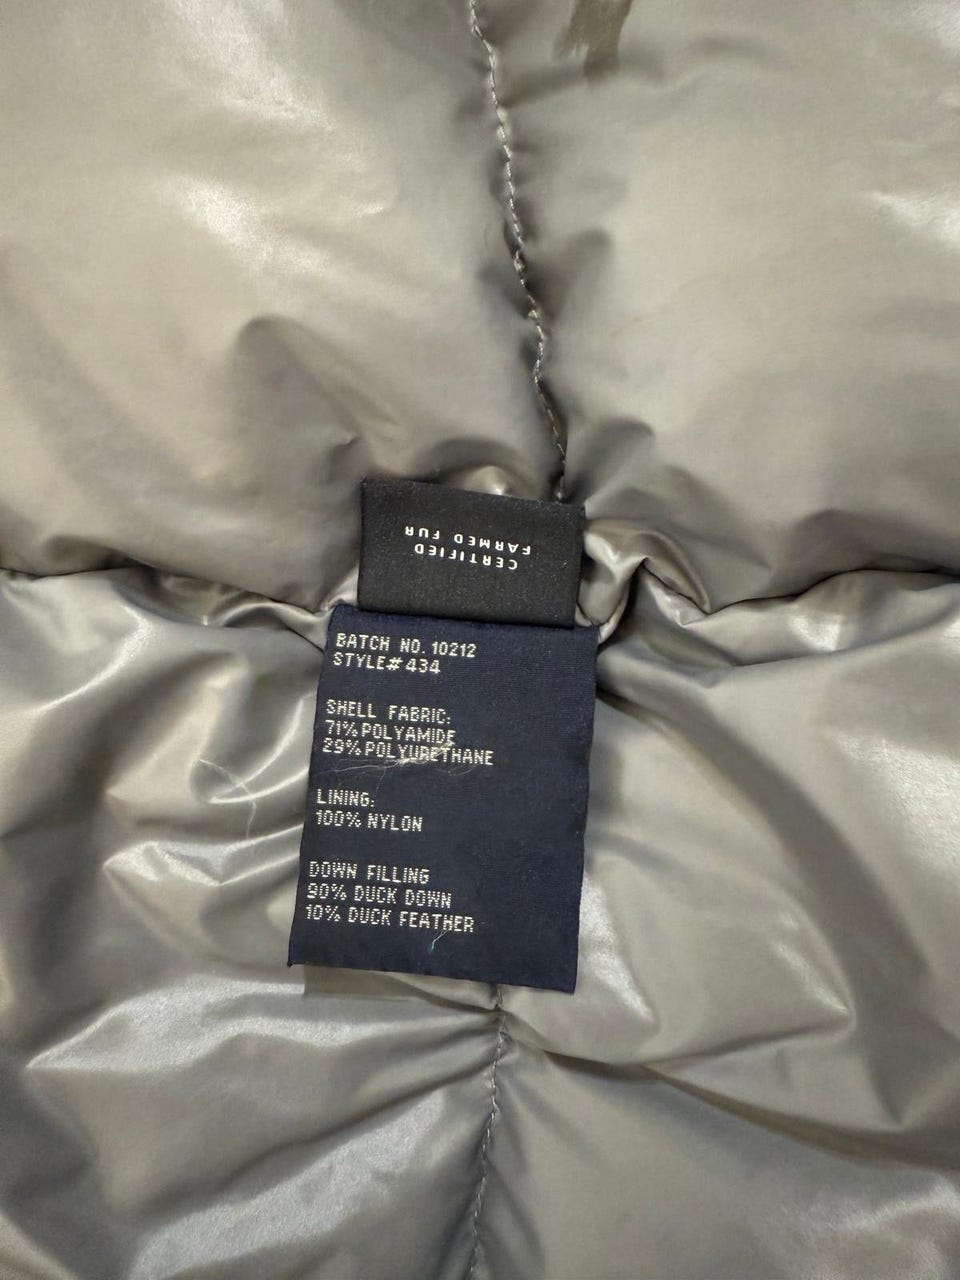 CERTIFIED
FARMED FUR
BATCH NO. 10212
STYLE# 434
SHELL FABRIC:
71% POLYAMIDE
29% POLYURETHANE
LINING:
100% NYLON
DOWN FILLING
90% DUCK DOWN
10% DUCK FEATHER